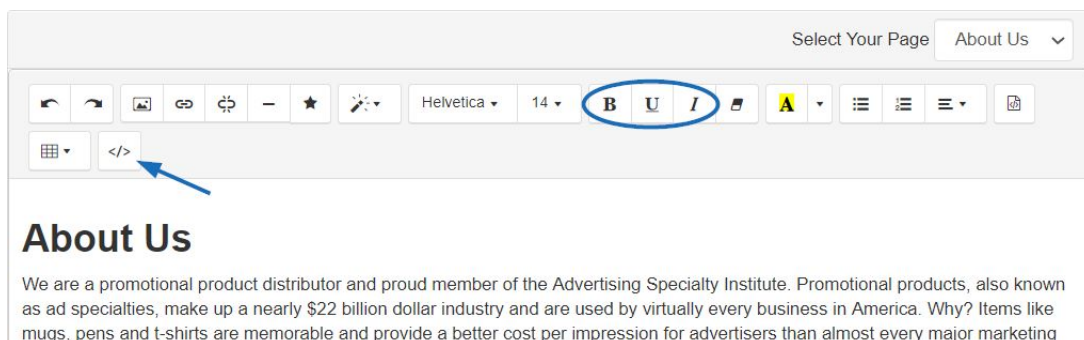 Select Your Page About Us
Helvetica 14 B U I A
</>
About Us
We are a promotional product distributor and proud member of the Advertising Specialty Institute. Promotional products, also known
as ad specialties, make up a nearly $22 billion dollar industry and are used by virtually every business in America. Why? Items like
mugs, pens and t-shirts are memorable and provide a better cost per impression for advertisers than almost every major marketing